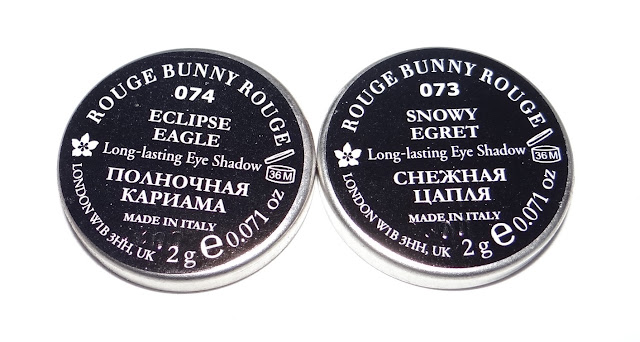 ROUGE BUNNY ROUGE
074
ECLIPSE
EAGLE
Long-lasting Eye Shadow
36 M
ПОЛНОЧНАЯ
КАРИАМА
MADE IN ITALY
2 g e 0.071 oz
LONDON W1B 3HH, UK
ROUGE BUNNY ROUGE
073
SNOWY
EGRET
Long-lasting Eye Shadow
36 M
СНЕЖНАЯ
ЦАПЛЯ
MADE IN ITALY
2 g e 0.071 oz
LONDON W1B 3HH, UK